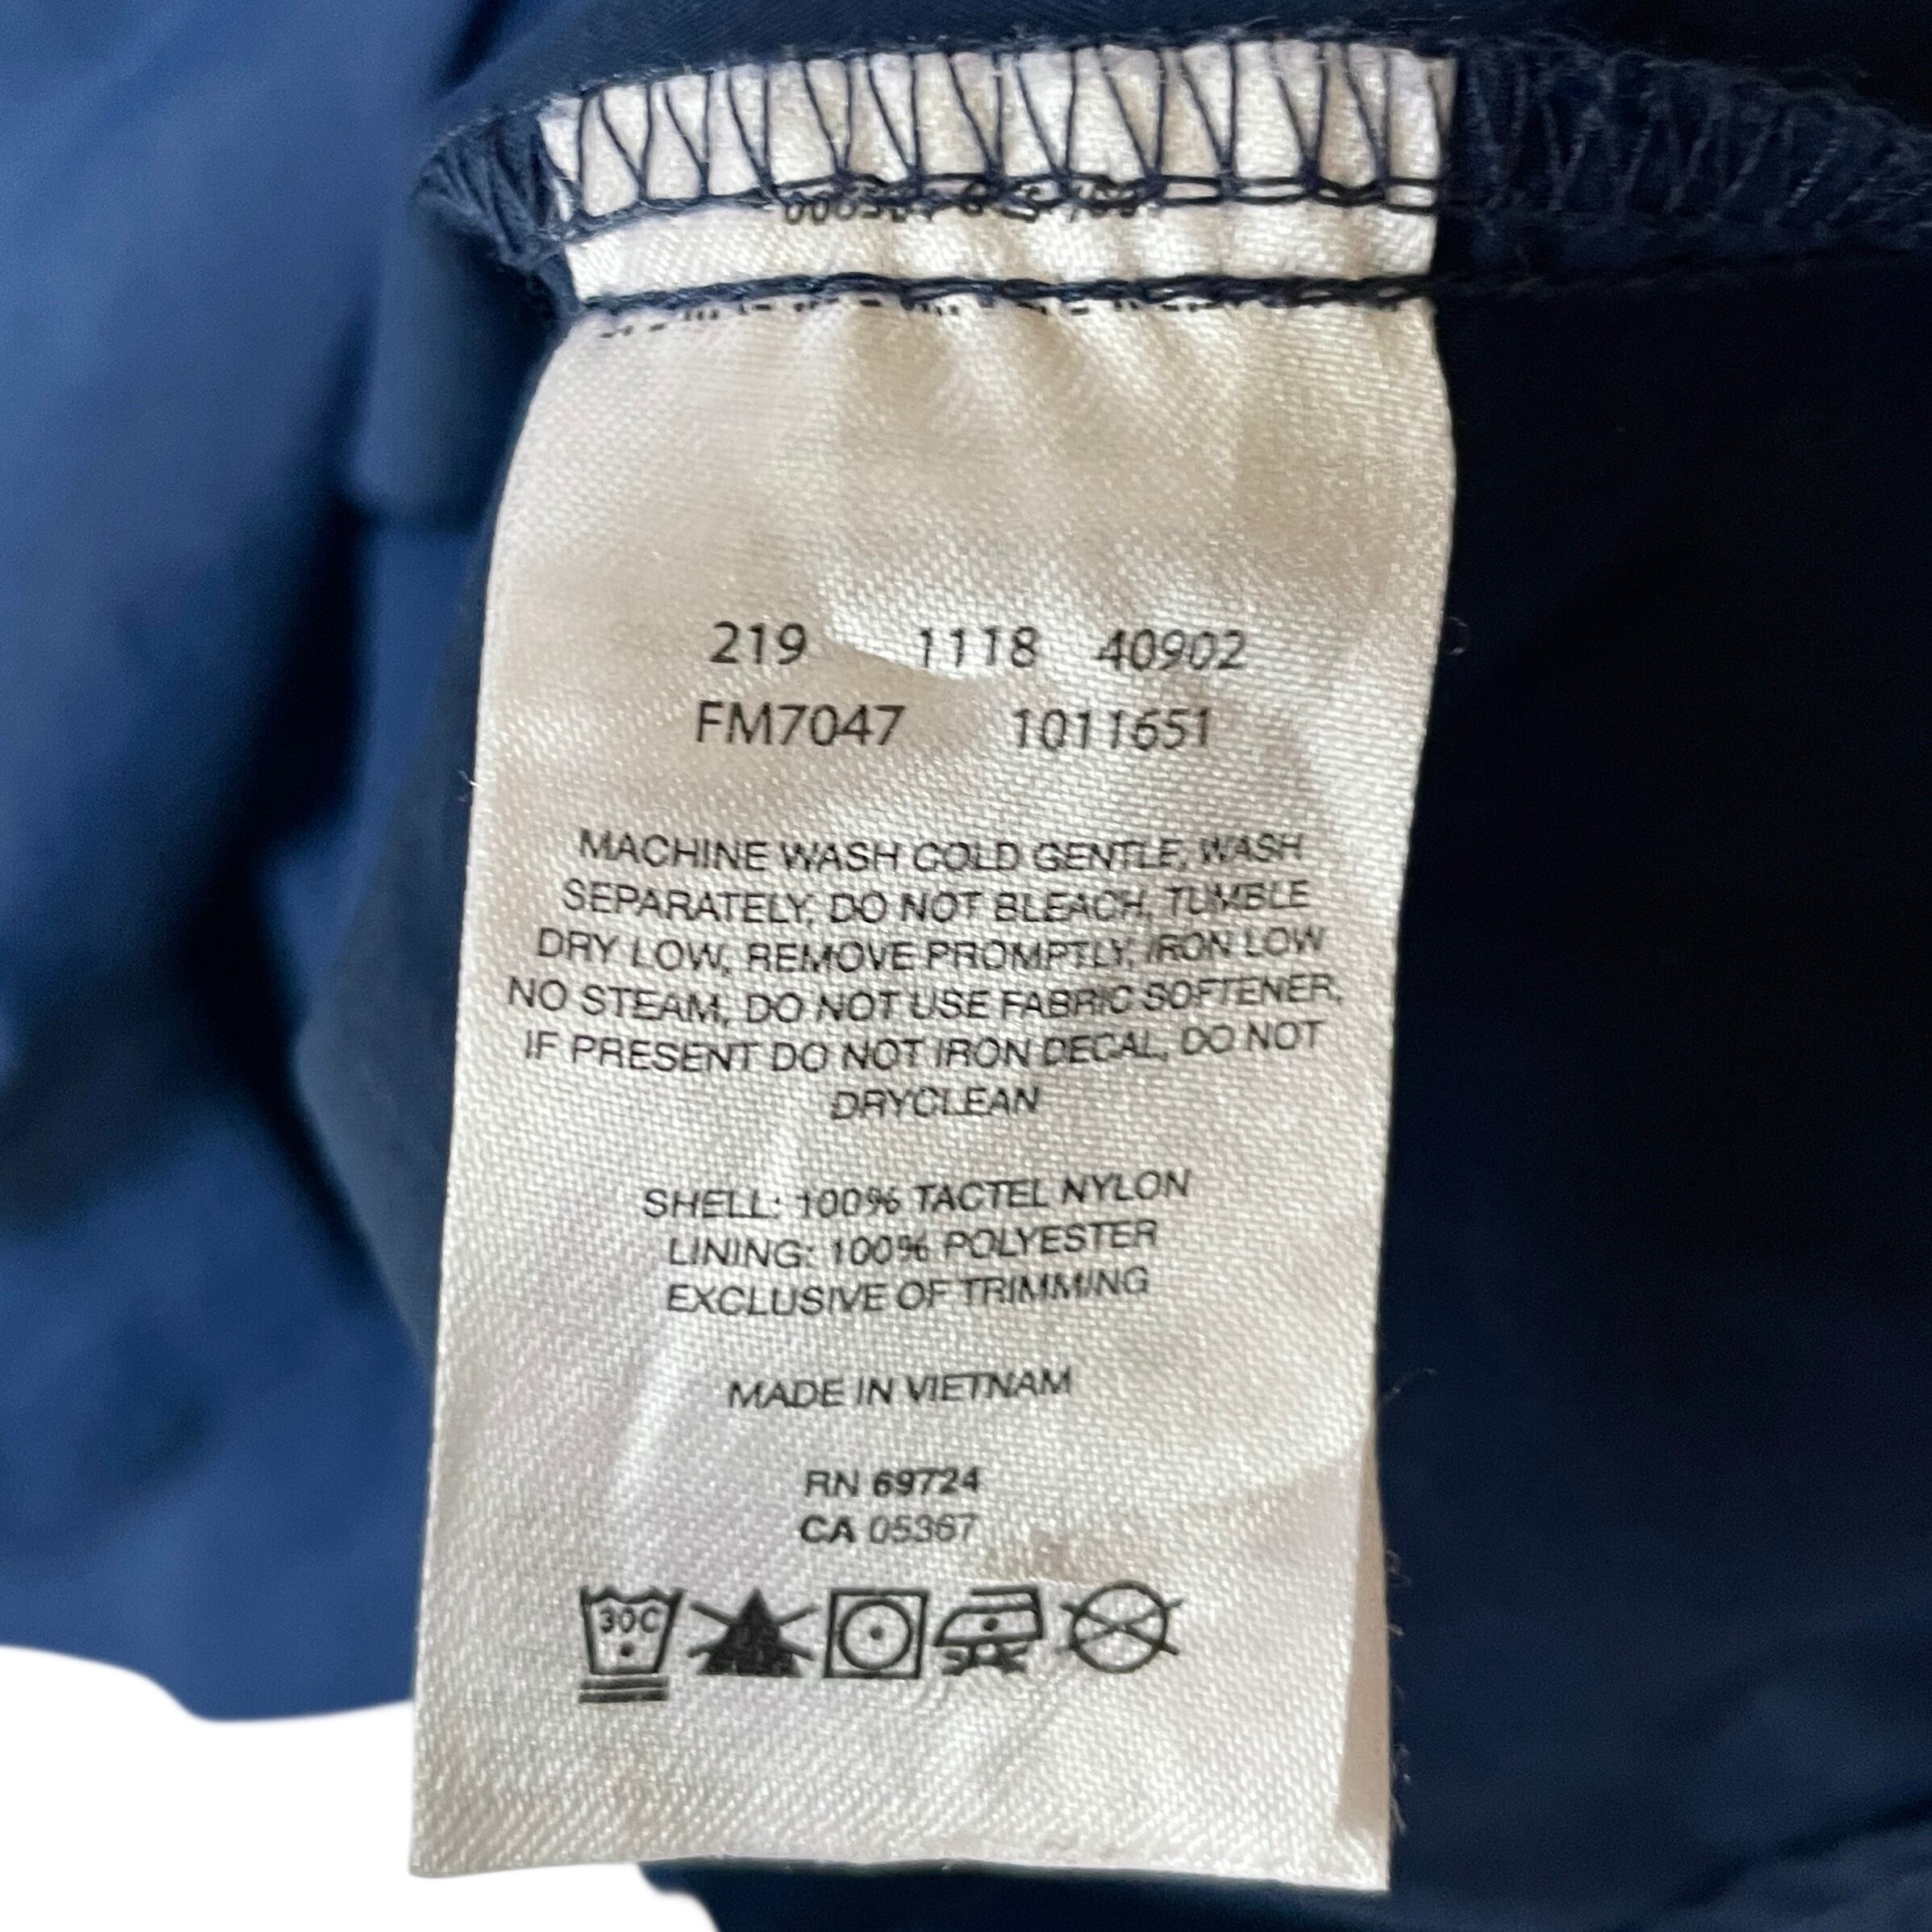 219 1118 40902
FM7047 1011651
MACHINE WASH COLD GENTLE, WASH
SEPARATELY, DO NOT BLEACH, TUMBLE
DRY LOW, REMOVE PROMPTLY, IRON LOW
NO STEAM, DO NOT USE FABRIC SOFTENER,
IF PRESENT DO NOT IRON DECAL, DO NOT
DRYCLEAN
SHELL: 100% TACTEL NYLON
LINING: 100% POLYESTER
EXCLUSIVE OF TRIMMING
MADE IN VIETNAM
RN 69724
CA 05367
30C